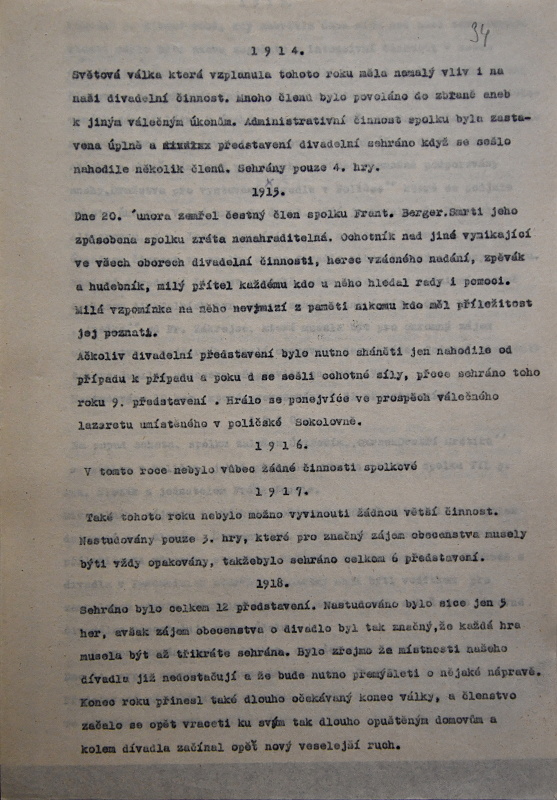 34
1 9 1 4.
Světová válka která vzplanula tohoto roku měla nemalý vliv i na
naši divadelní činnost. Mnoho členů bylo povoláno do zbraně aneb
k jiným válečným úkonům. Administrativní činnost spolku byla zasta-
vena úplně a představení divadelní sehráno když se sešlo
nahodile několik členů. Sehrány pouze 4. hry.
1915.
Dne 20. února zemřel čestný člen spolku Frant. Berger.Smrtí jeho
způsobena spolku zráta nenahraditelná. Ochotník nad jiné vynikající
ve všech oborech divadelní činnosti, herec vzácného nadání, zpěvák
a hudebník, milý přítel každému kdo u něho hledal rady i pomoci.
Milá vzpomínka na něho nevymizí z paměti nikomu kdo měl příležitost
jej poznati.
Ačkoliv divadelní představení bylo nutno sháněti jen nahodile od
případu k případu a poku d se sešli ochotné síly, přece sehráno toho
roku 9. představení . Hrálo se ponejvíce ve prospěch válečného
lazaretu umístěného v poličské Sokolovně.
1 9 1 6.
V tomto roce nebylo vůbec žádné činnosti spolkové
1 9 1 7.
Také tohoto roku nebylo možno vyvinouti žádnou větší činnost.
Nastudovány pouze 3. hry, které pro značný zájem obecenstva musely
býti vždy opakovány, takžebylo sehráno celkem 6 představení.
1918.
Sehráno bylo celkem 12 představení. Nastudováno bylo sice jen 5
her, avšak zájem obecenstva o divadlo byl tak značný,že každá hra
musela být až třikráte sehrána. Bylo zřejmo že místnosti našeho
dívadla již nedostačují a že bude nutno přemýšleti o nějaké nápravě.
Konec roku přinesl také dlouho očekávaný konec války, a členstvo
začalo se opět vraceti ku svým tak dlouho opuštěným domovům a
kolem dívadla začínal opět nový veselejší ruch.